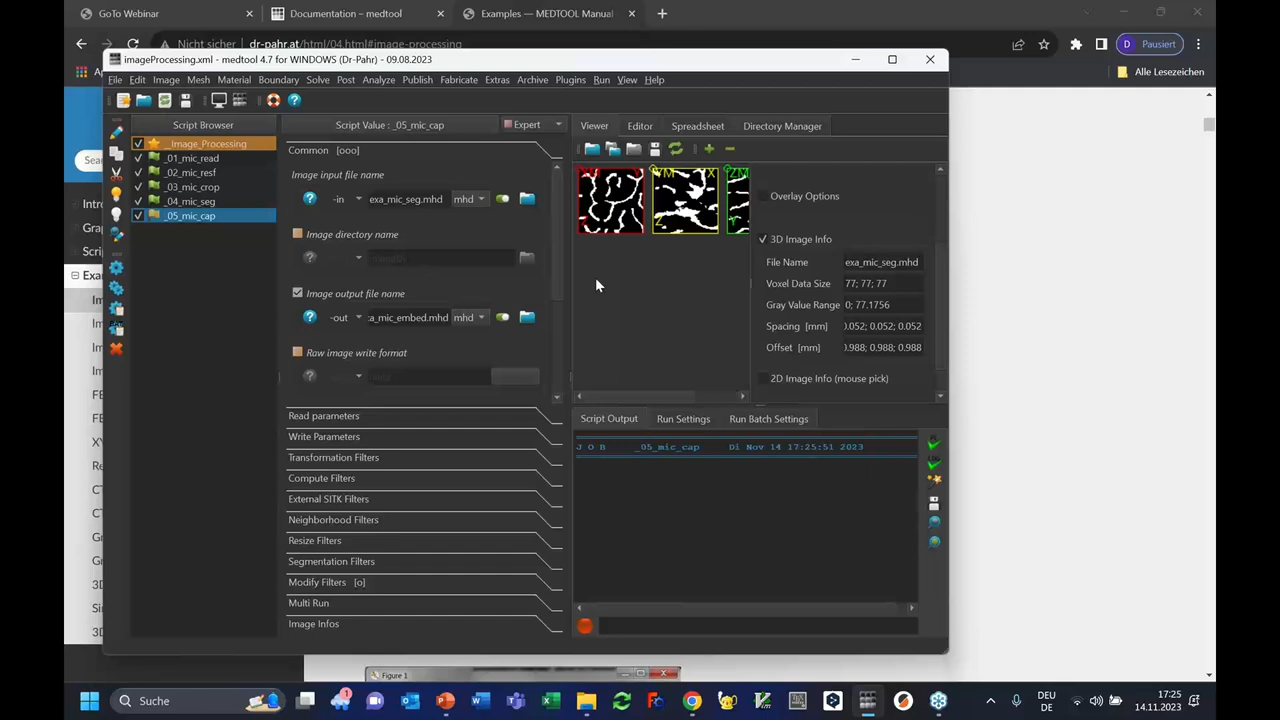 GoTo Webinar
Documentation – medtool
Examples — MEDTOOL Manual
Nicht sicher
dr-pahr.at/html/04.html#image-processing
D Pausiert
Alle Lesezeichen
imageProcessing.xml - medtool 4.7 for WINDOWS (Dr-Pahr) - 09.08.2023
File Edit Image Mesh Material Boundary Solve Post Analyze Publish Fabricate Extras Archive Plugins Run View Help
Script Browser
Script Value : _05_mic_cap
Expert
Viewer Editor Spreadsheet Directory Manager
__Image_Processing
_01_mic_read
_02_mic_resf
_03_mic_crop
_04_mic_seg
_05_mic_cap
Common [ooo]
Image input file name
-in exa_mic_seg.mhd mhd
Image directory name
Image output file name
-out :a_mic_embed.mhd mhd
Raw image write format
Read parameters
Write Parameters
Transformation Filters
Compute Filters
External SITK Filters
Neighborhood Filters
Resize Filters
Segmentation Filters
Modify Filters [o]
Multi Run
Image Infos
Overlay Options
3D Image Info
File Name exa_mic_seg.mhd
Voxel Data Size 77; 77; 77
Gray Value Range 0; 77.1756
Spacing [mm] 0.052; 0.052; 0.052
Offset [mm] 0.988; 0.988; 0.988
2D Image Info (mouse pick)
Script Output Run Settings Run Batch Settings
J O B _05_mic_cap Di Nov 14 17:25:51 2023
Figure 1
Suche
1
DEU
DE
17:25
14.11.2023